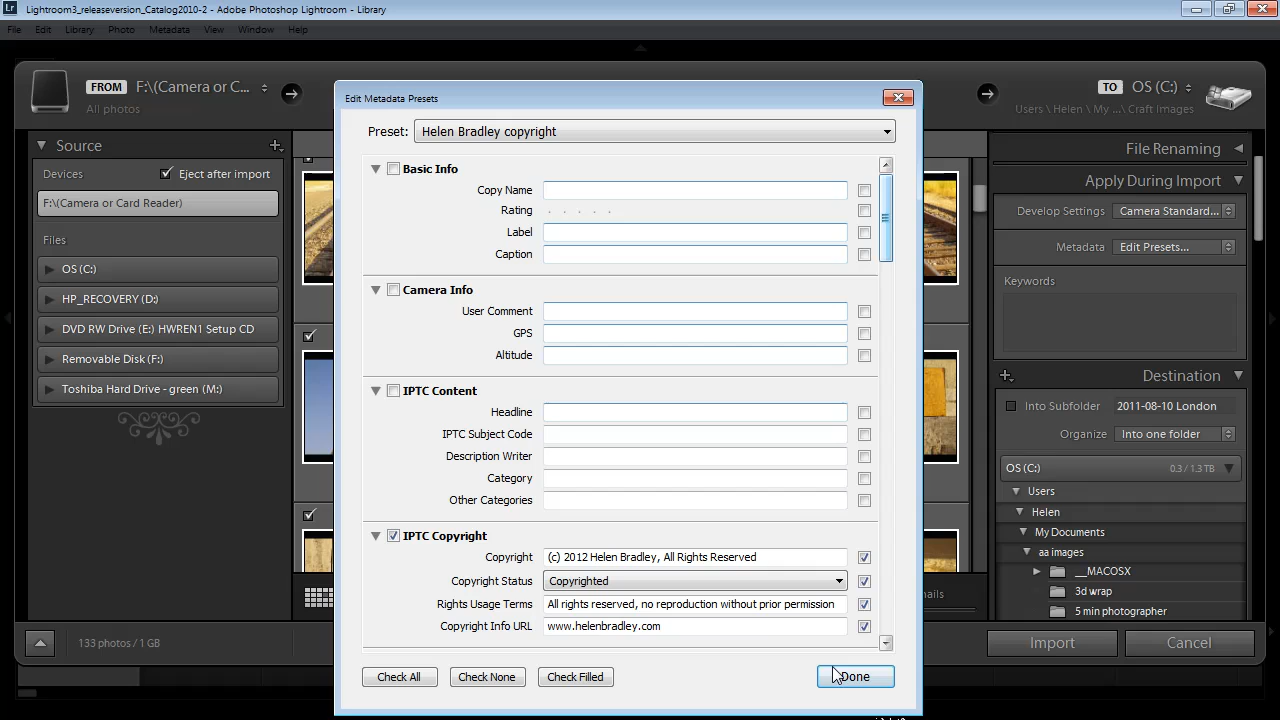 Lr Lightroom3_releaseversion_Catalog2010-2 - Adobe Photoshop Lightroom - Library
File Edit Library Photo Metadata View Window Help
FROM F:\(Camera or C...
All photos
TO OS (C:)
Users \ Helen \ My ... \ Craft Images
Source
Devices Eject after import
F:\(Camera or Card Reader)
Files
OS (C:)
HP_RECOVERY (D:)
DVD RW Drive (E:) HWREN1 Setup CD
Removable Disk (F:)
Toshiba Hard Drive - green (M:)
133 photos / 1 GB
Edit Metadata Presets
Preset: Helen Bradley copyright
Basic Info
Copy Name
Rating . . . . .
Label
Caption
Camera Info
User Comment
GPS
Altitude
IPTC Content
Headline
IPTC Subject Code
Description Writer
Category
Other Categories
IPTC Copyright
Copyright (c) 2012 Helen Bradley, All Rights Reserved
Copyright Status Copyrighted
Rights Usage Terms All rights reserved, no reproduction without prior permission
Copyright Info URL www.helenbradley.com
Check All Check None Check Filled Done
File Renaming
Apply During Import
Develop Settings Camera Standard...
Metadata Edit Presets...
Keywords
Destination
Into Subfolder 2011-08-10 London
Organize Into one folder
OS (C:) 0.3 / 1.3 TB
Users
Helen
My Documents
aa images
__MACOSX
3d wrap
5 min photographer
Import Cancel